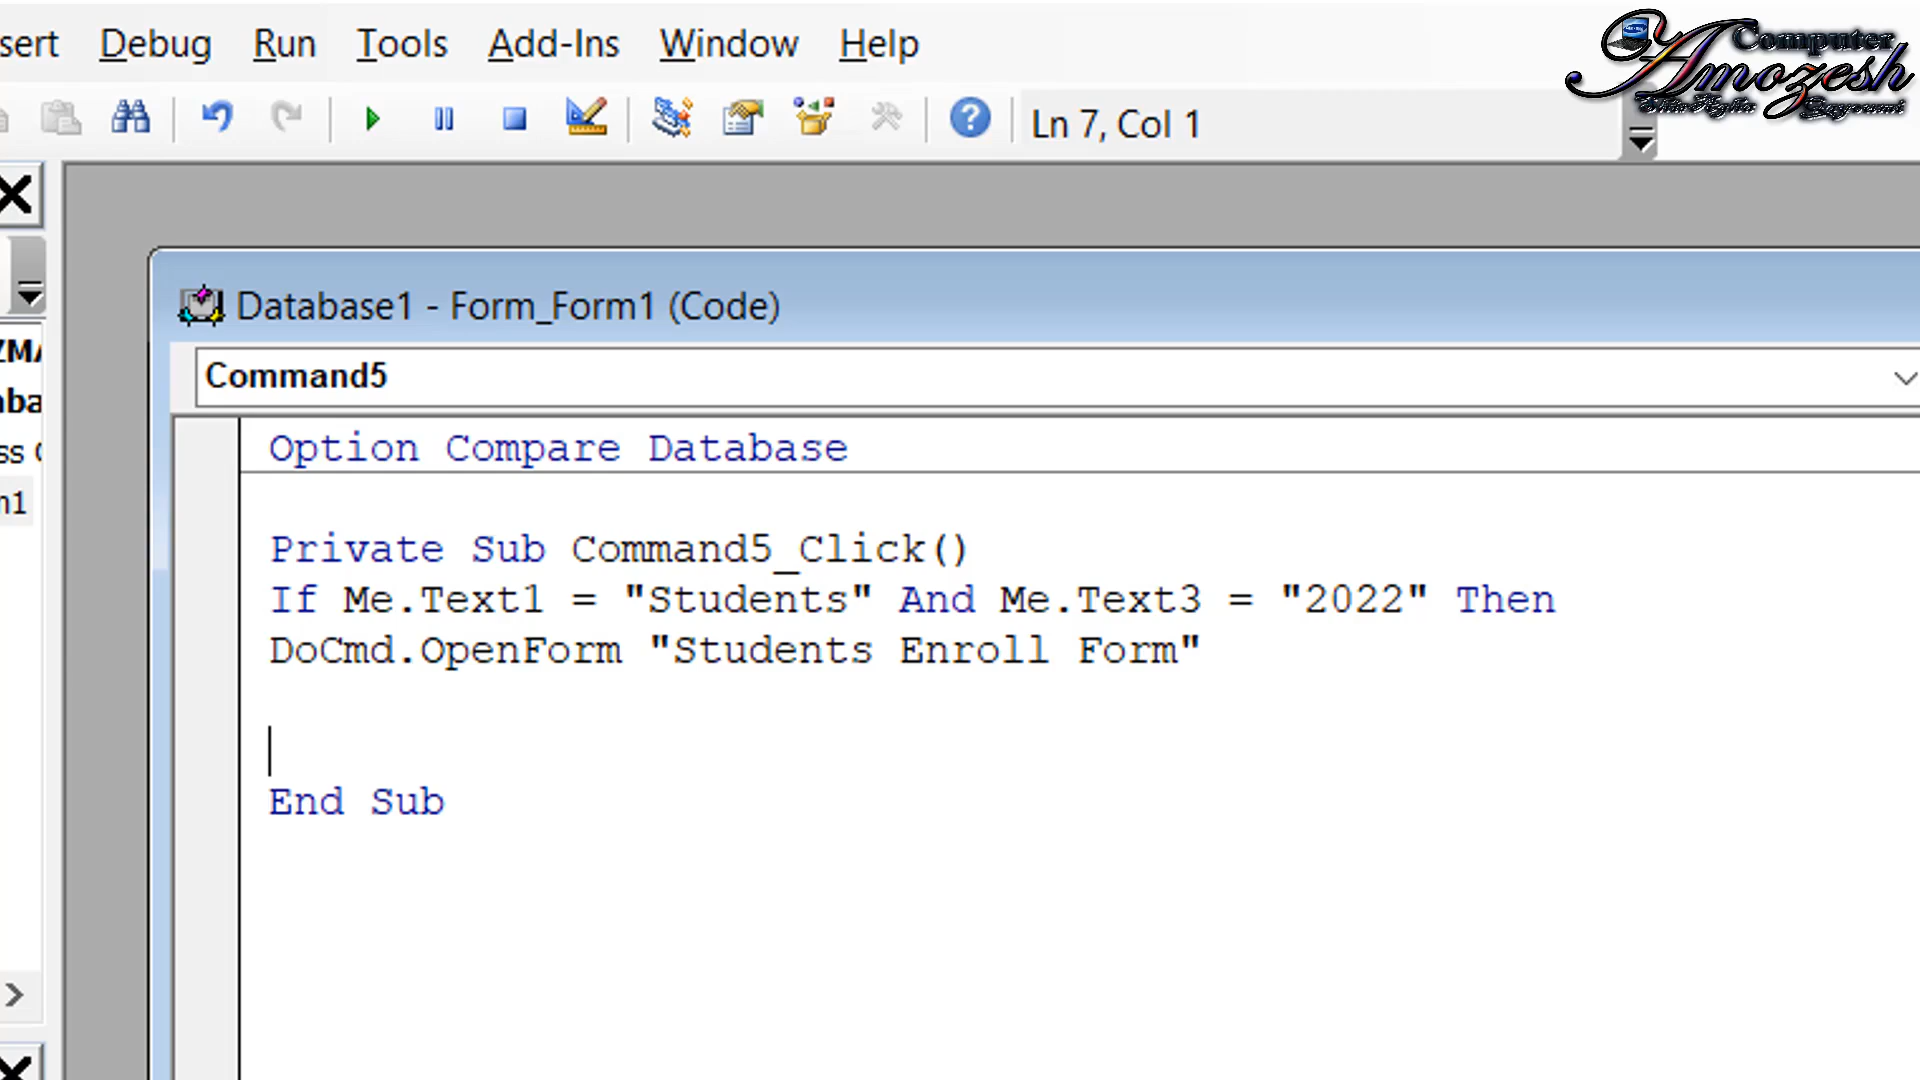 sert Debug Run Tools Add-Ins Window Help
Computer
Amozesh
Ln 7, Col 1
Database1 - Form_Form1 (Code)
Command5
Option Compare Database
Private Sub Command5_Click()
If Me.Text1 = "Students" And Me.Text3 = "2022" Then
DoCmd.OpenForm "Students Enroll Form"
End Sub